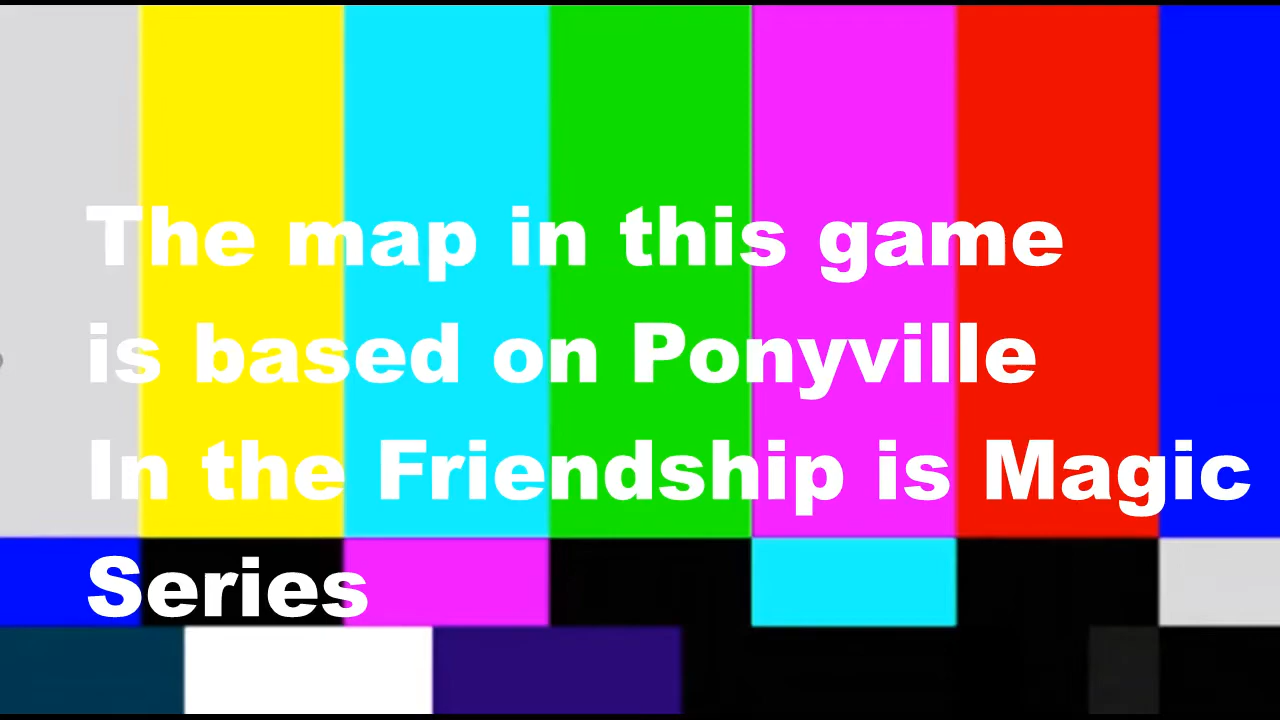 The map in this game
is based on Ponyville
In the Friendship is Magic
Series